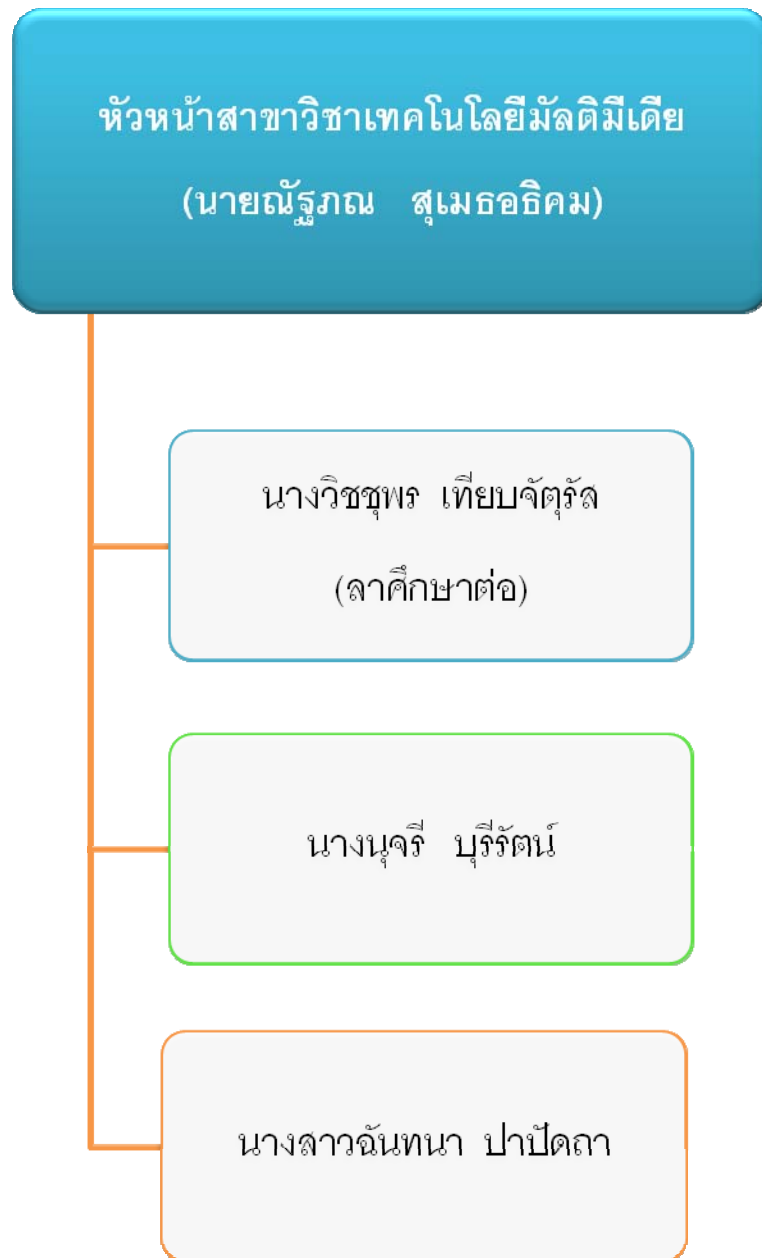 หัวหน้าสาขาวิชาเทคโนโลยีมัลติมีเดีย
(นายณัฐภณ สุเมธอธิคม)
นางวิชชุพร เทียบจัตุรัส
(ลาศึกษาต่อ)
นางนุจรี บุรีรัตน์
นางสาวฉันทนา ปาปัดถา